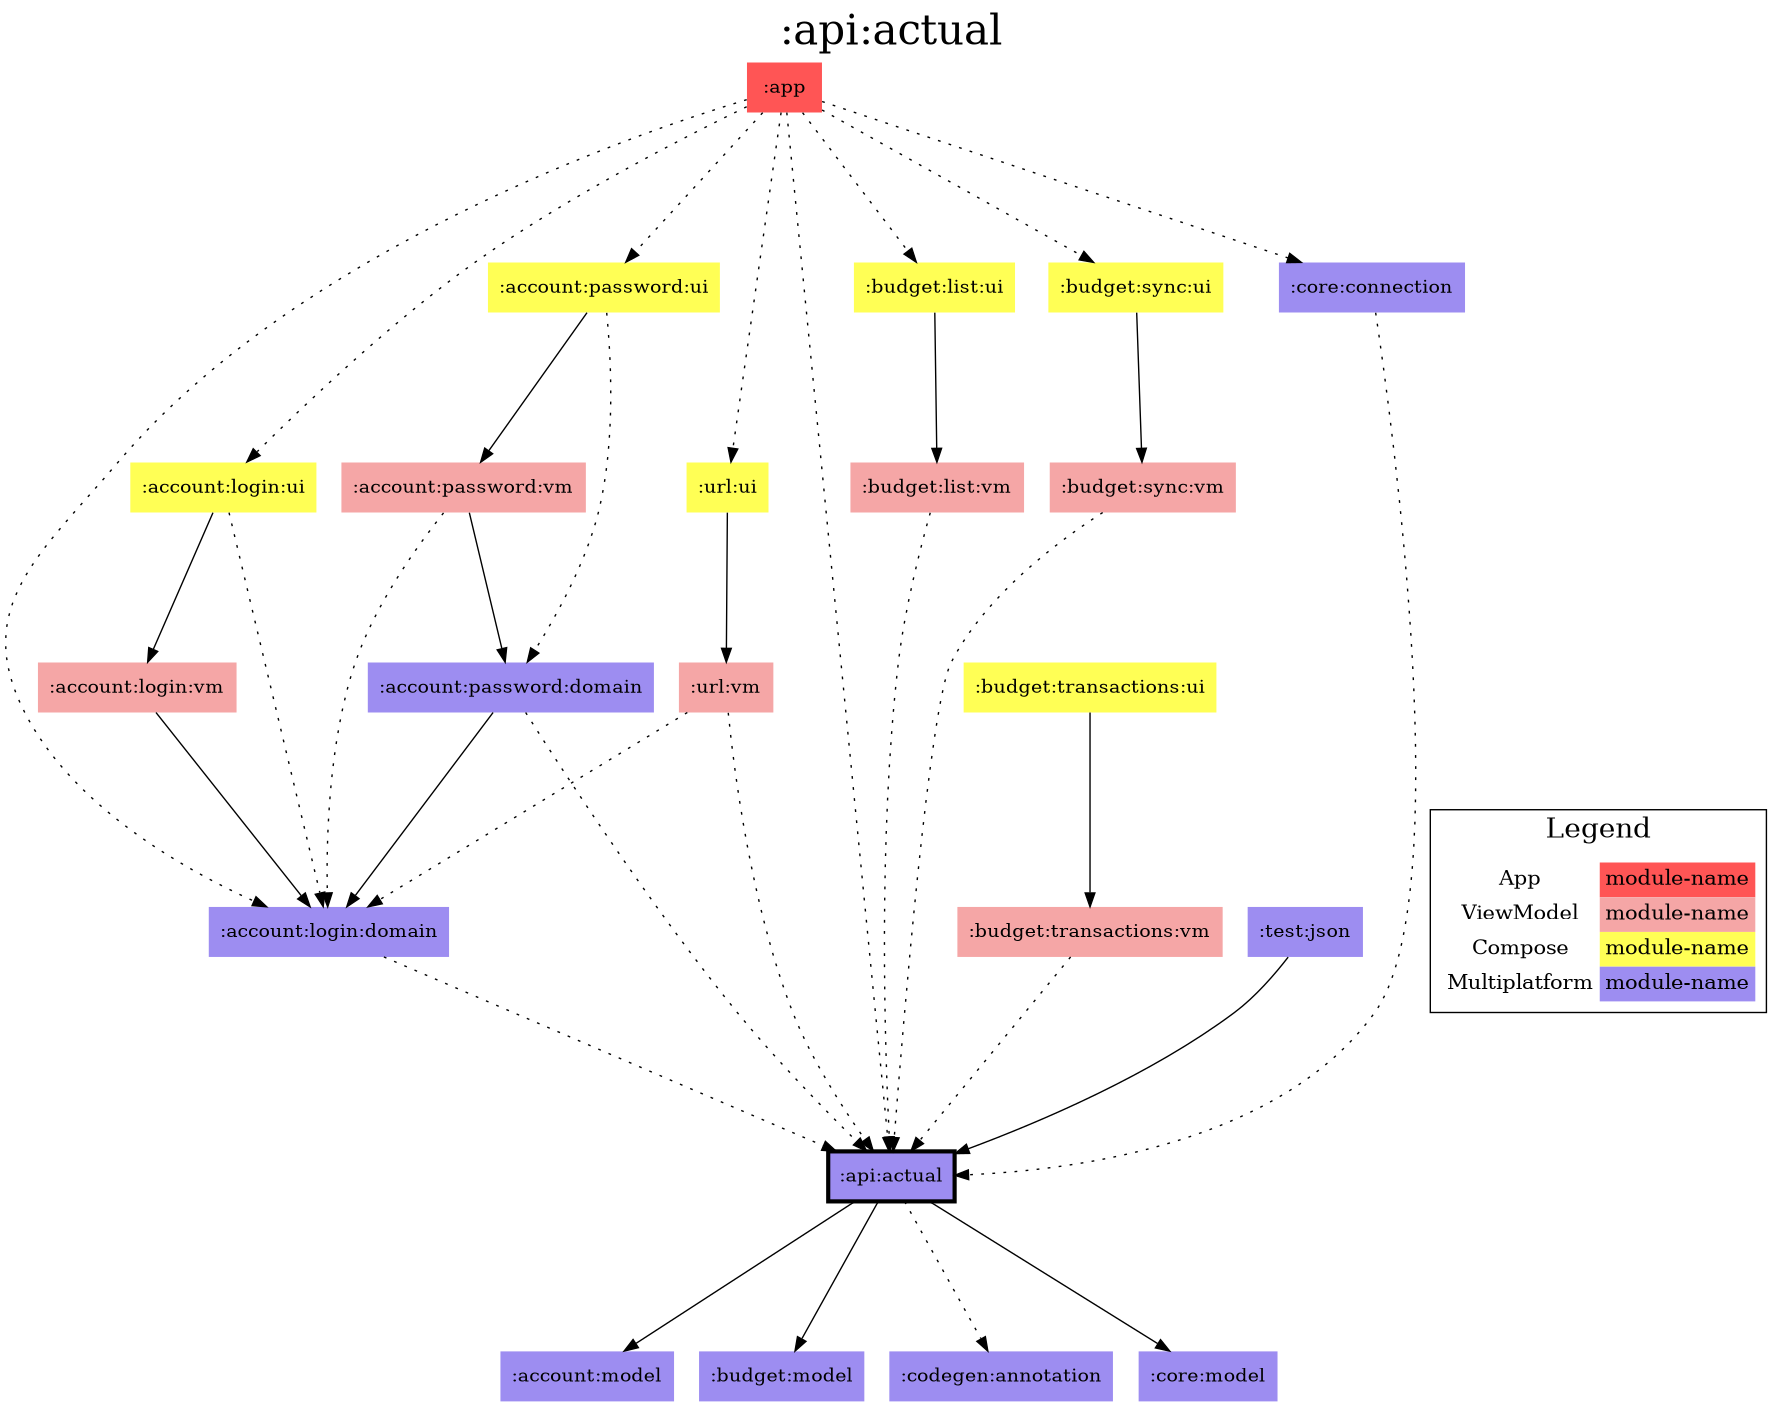 :api:actual
:app
:account:password:ui
:budget:list:ui
:budget:sync:ui
:core:connection
:account:login:ui
:account:password:vm
:url:ui
:budget:list:vm
:budget:sync:vm
:account:login:vm
:account:password:domain
:url:vm
:budget:transactions:ui
Legend
App module-name
ViewModel module-name
Compose module-name
Multiplatform module-name
:account:login:domain
:budget:transactions:vm
:test:json
:api:actual
:account:model
:budget:model
:codegen:annotation
:core:model